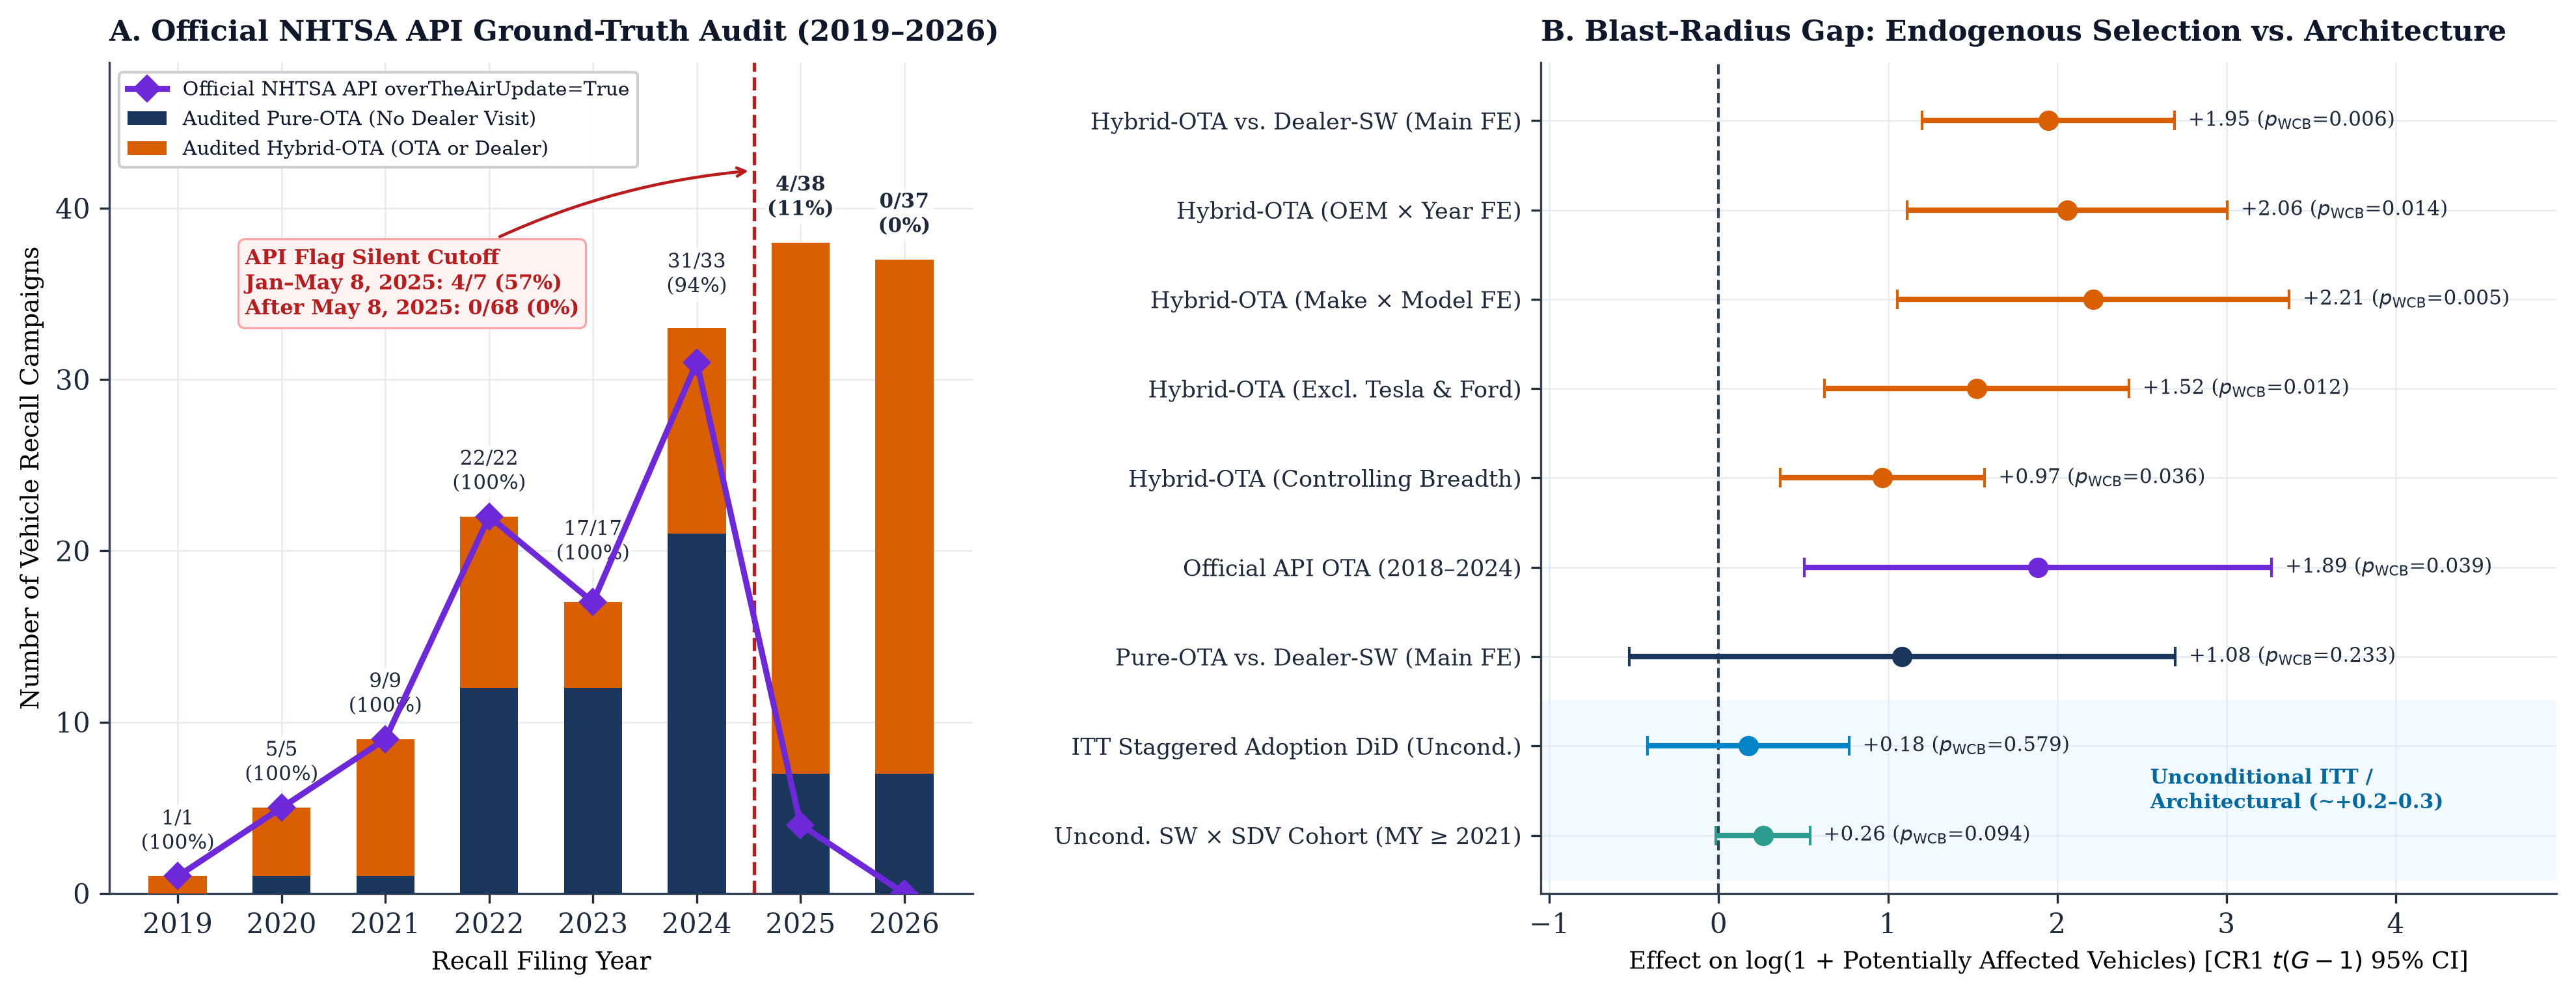 A. Official NHTSA API Ground-Truth Audit (2019–2026)
Official NHTSA API overTheAirUpdate=True
Audited Pure-OTA (No Dealer Visit)
Audited Hybrid-OTA (OTA or Dealer)
API Flag Silent Cutoff
Jan–May 8, 2025: 4/7 (57%)
After May 8, 2025: 0/68 (0%)
Number of Vehicle Recall Campaigns
40
30
20
10
0
1/1
(100%)
5/5
(100%)
9/9
(100%)
22/22
(100%)
17/17
(100%)
31/33
(94%)
4/38
(11%)
0/37
(0%)
2019 2020 2021 2022 2023 2024 2025 2026
Recall Filing Year
B. Blast-Radius Gap: Endogenous Selection vs. Architecture
Hybrid-OTA vs. Dealer-SW (Main FE) +1.95 (pWCB=0.006)
Hybrid-OTA (OEM × Year FE) +2.06 (pWCB=0.014)
Hybrid-OTA (Make × Model FE) +2.21 (pWCB=0.005)
Hybrid-OTA (Excl. Tesla & Ford) +1.52 (pWCB=0.012)
Hybrid-OTA (Controlling Breadth) +0.97 (pWCB=0.036)
Official API OTA (2018–2024) +1.89 (pWCB=0.039)
Pure-OTA vs. Dealer-SW (Main FE) +1.08 (pWCB=0.233)
ITT Staggered Adoption DiD (Uncond.) +0.18 (pWCB=0.579)
Unconditional ITT /
Architectural (~+0.2–0.3)
Uncond. SW × SDV Cohort (MY ≥ 2021) +0.26 (pWCB=0.094)
−1 0 1 2 3 4
Effect on log(1 + Potentially Affected Vehicles) [CR1 t(G − 1) 95% CI]